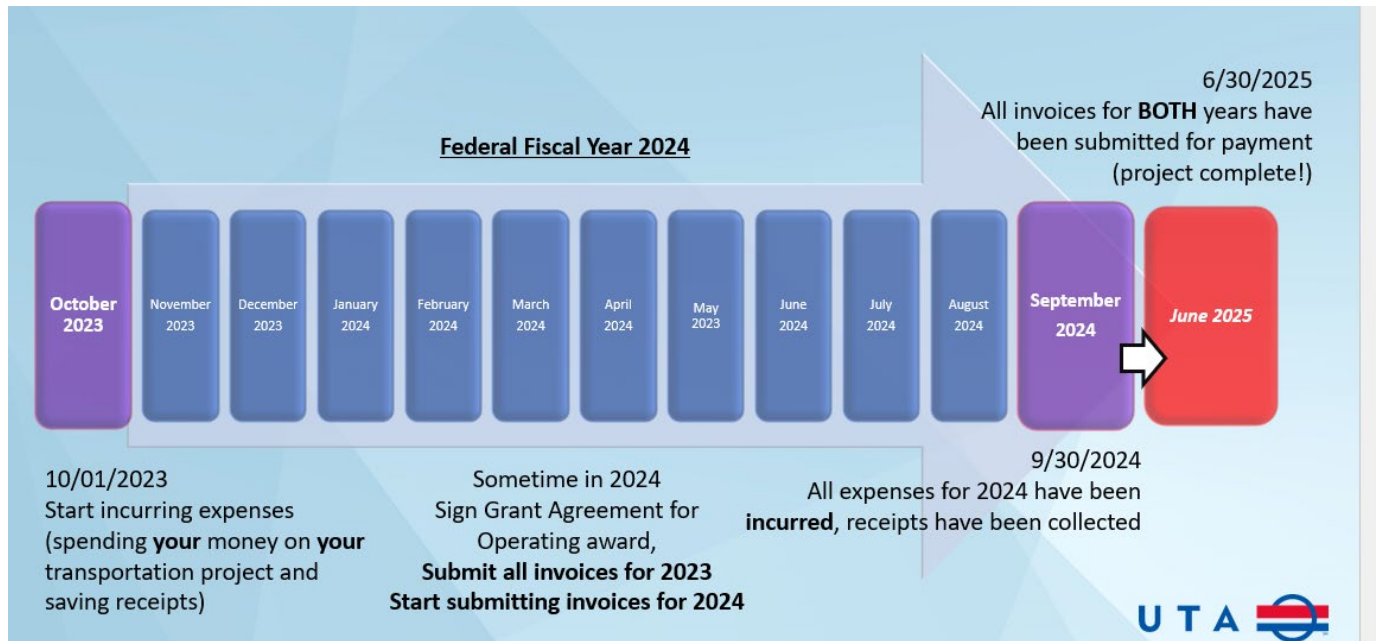 6/30/2025
All invoices for BOTH years have
been submitted for payment
(project complete!)
Federal Fiscal Year 2024
October
2023
November
2023
December
2023
January
2024
February
2024
March
2024
April
2024
May
2023
June
2024
July
2024
August
2024
September
2024
June 2025
10/01/2023
Start incurring expenses
(spending your money on your
transportation project and
saving receipts)
Sometime in 2024
Sign Grant Agreement for
Operating award,
Submit all invoices for 2023
Start submitting invoices for 2024
9/30/2024
All expenses for 2024 have been
incurred, receipts have been collected
UTA